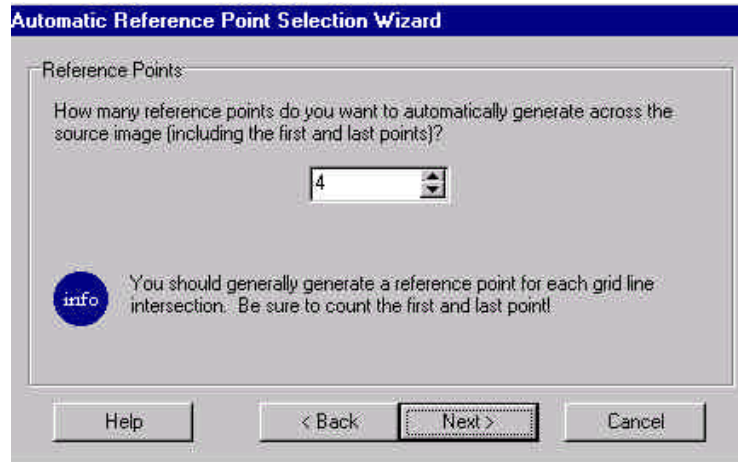 Automatic Reference Point Selection Wizard
Reference Points
How many reference points do you want to automatically generate across the
source image (including the first and last points)?
4
info
You should generally generate a reference point for each grid line
intersection. Be sure to count the first and last point!
Help
< Back
Next >
Cancel